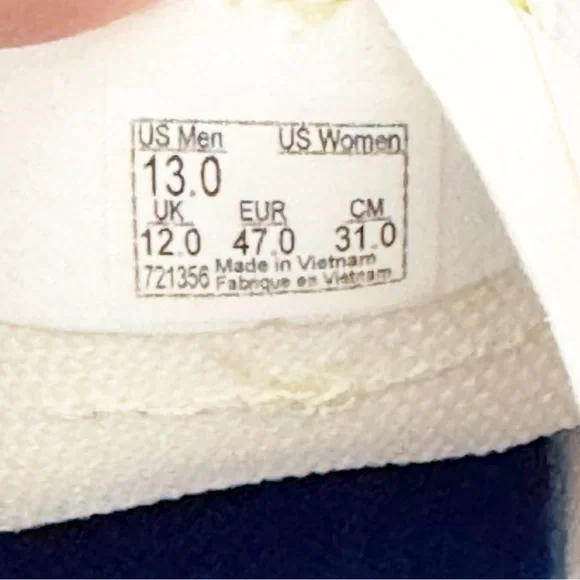 US Men US Women
13.0
UK EUR CM
12.0 47.0 31.0
721356 Made in Vietnam
Fabrique en Vietnam